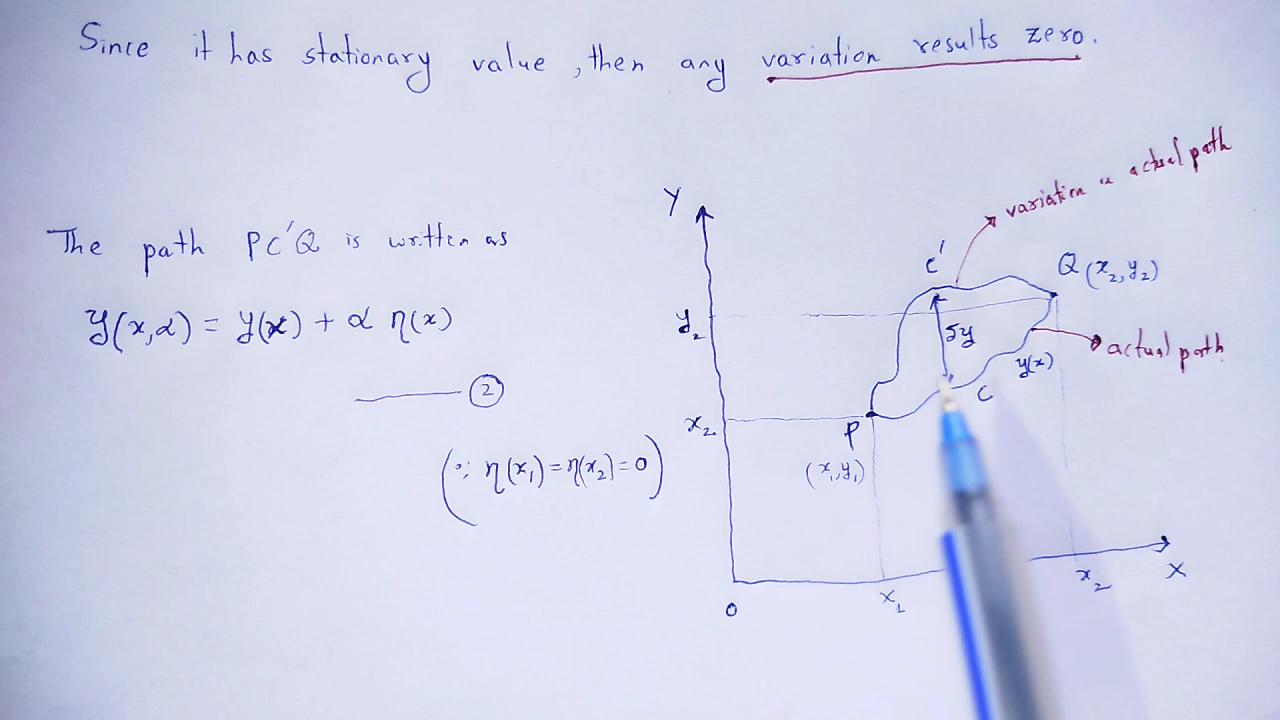 Since it has stationary value, then any variation results zero.
The path PC'Q is written as
y(x,α) = y(x) + α η(x)
②
(∵ η(x₁) = η(x₂) = 0)
Y
variation in actual path
C'
Q (x₂, y₂)
y₂
δy
actual path
y(x)
C
x₂
P
(x₁, y₁)
O
x₁
x₂
X